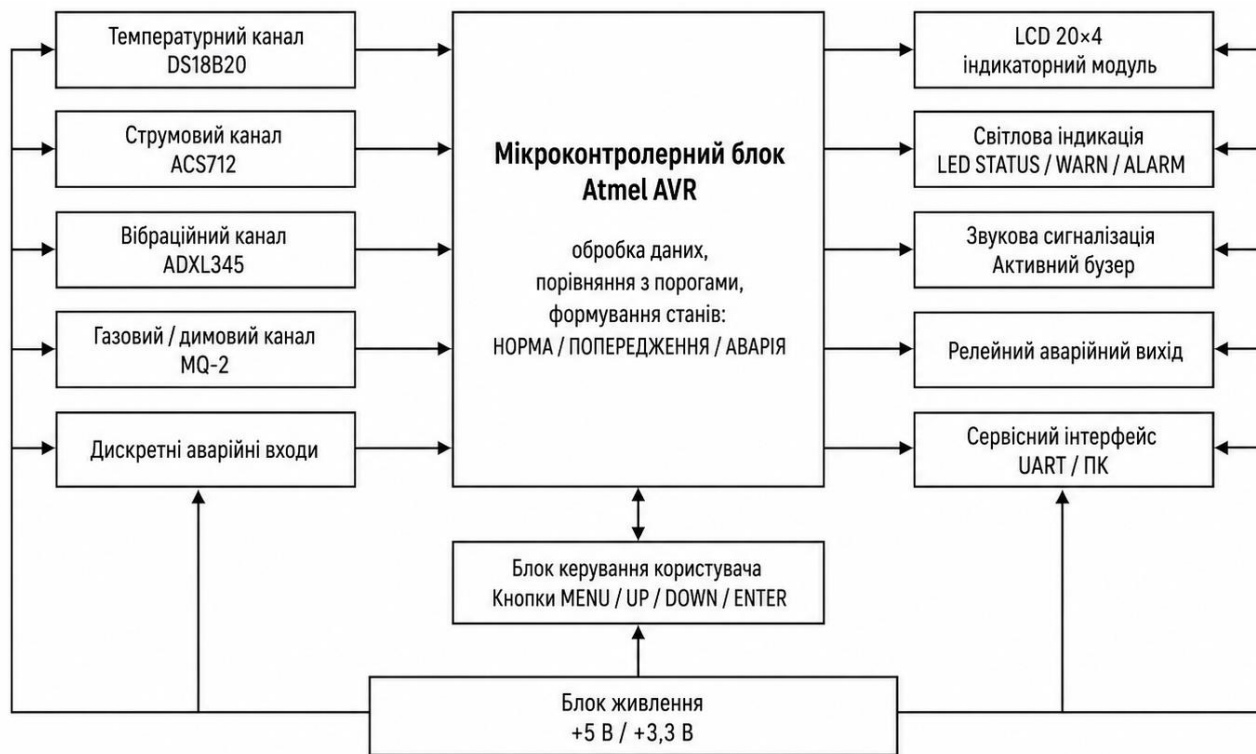 Температурний канал
DS18B20
Струмовий канал
ACS712
Вібраційний канал
ADXL345
Газовий / димовий канал
MQ-2
Дискретні аварійні входи
Мікроконтролерний блок
Atmel AVR
обробка даних,
порівняння з порогами,
формування станів:
НОРМА / ПОПЕРЕДЖЕННЯ / АВАРІЯ
LCD 20×4
індикаторний модуль
Світлова індикація
LED STATUS / WARN / ALARM
Звукова сигналізація
Активний бузер
Релейний аварійний вихід
Сервісний інтерфейс
UART / ПК
Блок керування користувача
Кнопки MENU / UP / DOWN / ENTER
Блок живлення
+5 В / +3,3 В